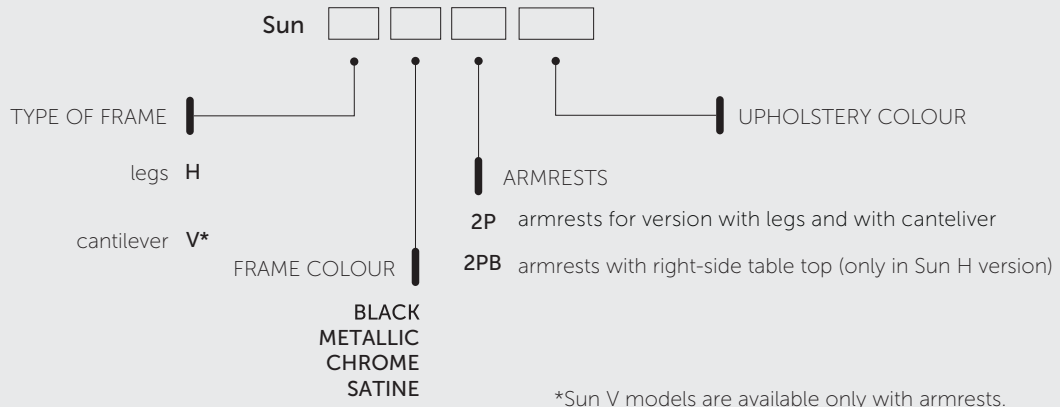 Sun
TYPE OF FRAME
UPHOLSTERY COLOUR
legs H
ARMRESTS
2P armrests for version with legs and with canteliver
cantilever V*
FRAME COLOUR
2PB armrests with right-side table top (only in Sun H version)
BLACK
METALLIC
CHROME
SATINE
*Sun V models are available only with armrests.